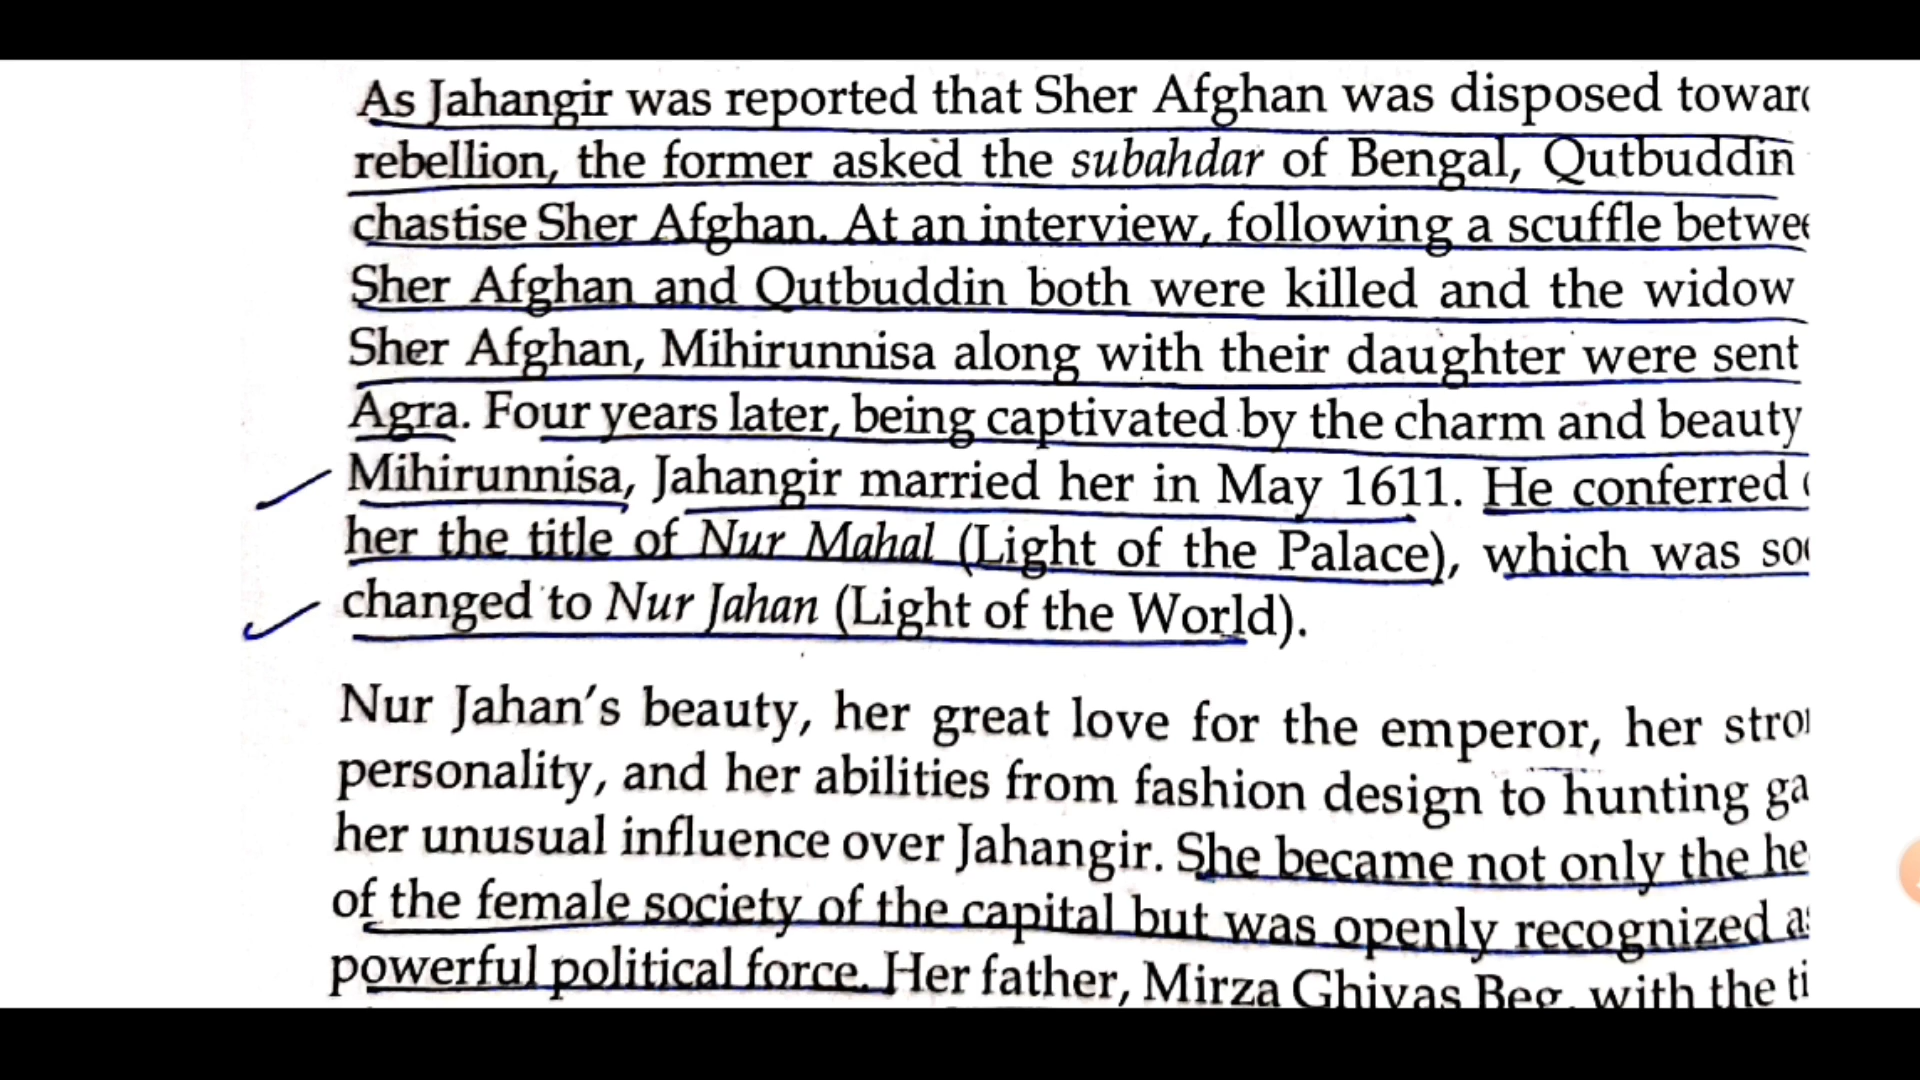 As Jahangir was reported that Sher Afghan was disposed
rebellion, the former asked the subahdar of Bengal, Qutbuddin
chastise Sher Afghan. At an interview, following a scuffle
Sher Afghan and Qutbuddin both were killed and the widow
Sher Afghan, Mihirunnisa along with their daughter were sent
Agra. Four years later, being captivated by the charm and beauty
Mihirunnisa, Jahangir married her in May 1611. He conferred
her the title of Nur Mahal (Light of the Palace), which was
changed to Nur Jahan (Light of the World).
Nur Jahan's beauty, her great love for the emperor, her
personality, and her abilities from fashion design to hunting
her unusual influence over Jahangir. She became not only the
of the female society of the capital but was openly recognized
powerful political force. Her father, Mirza Ghiyas Beg, with the